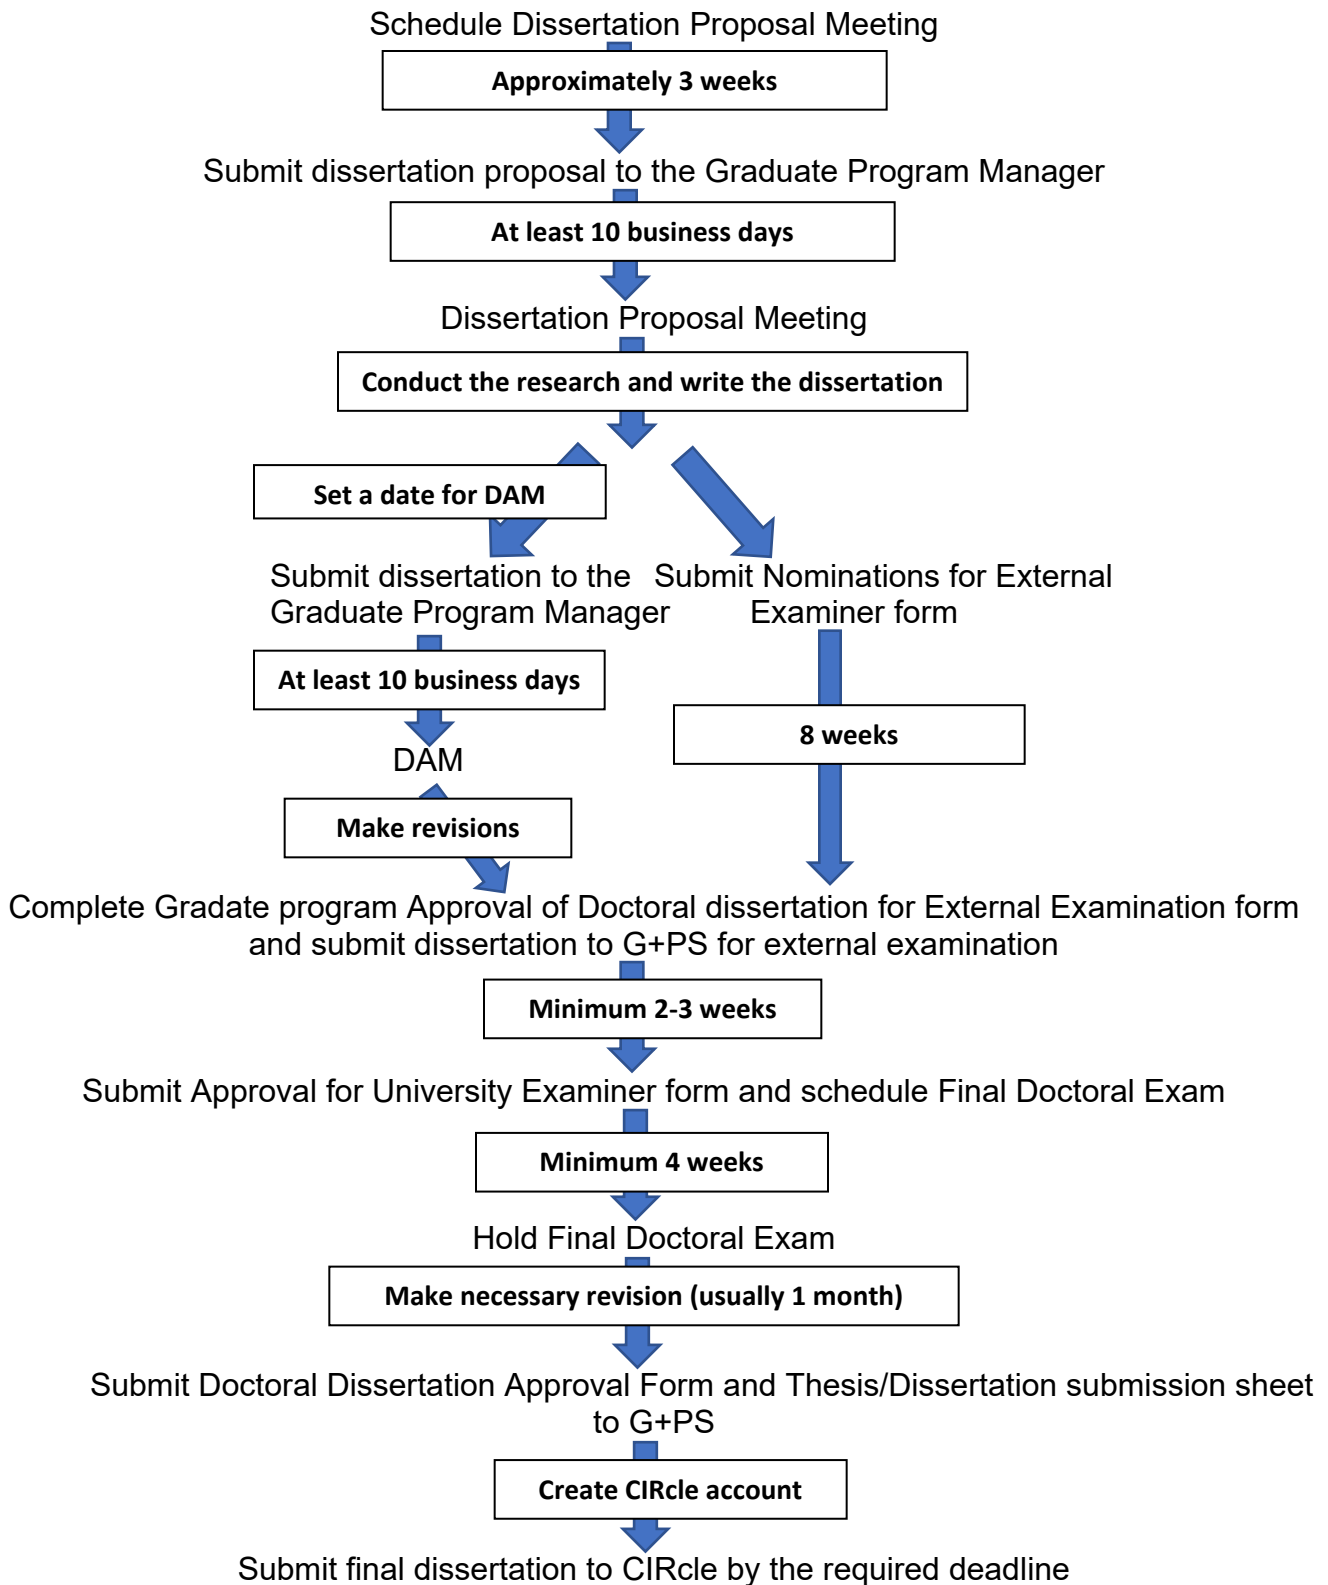 Schedule Dissertation Proposal Meeting
Approximately 3 weeks
Submit dissertation proposal to the Graduate Program Manager
At least 10 business days
Dissertation Proposal Meeting
Conduct the research and write the dissertation
Set a date for DAM
Submit dissertation to the
Graduate Program Manager
Submit Nominations for External
Examiner form
At least 10 business days
8 weeks
DAM
Make revisions
Complete Gradate program Approval of Doctoral dissertation for External Examination form
and submit dissertation to G+PS for external examination
Minimum 2-3 weeks
Submit Approval for University Examiner form and schedule Final Doctoral Exam
Minimum 4 weeks
Hold Final Doctoral Exam
Make necessary revision (usually 1 month)
Submit Doctoral Dissertation Approval Form and Thesis/Dissertation submission sheet
to G+PS
Create CIRcle account
Submit final dissertation to CIRcle by the required deadline